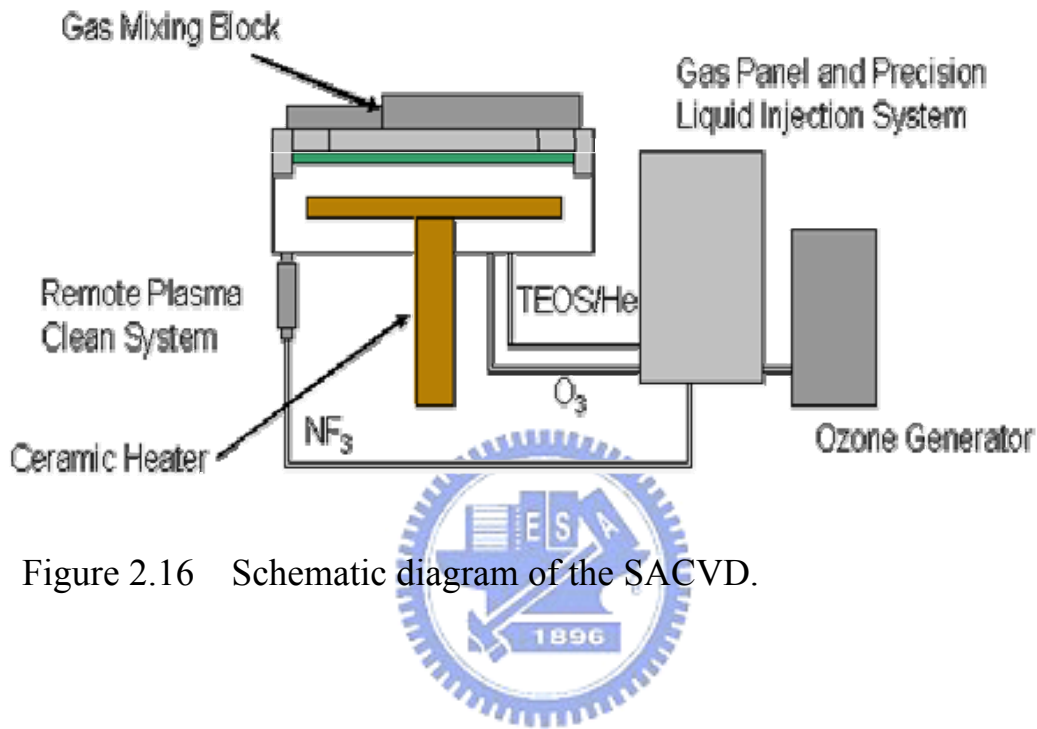 Gas Mixing Block
Gas Panel and Precision
Liquid Injection System
Remote Plasma
Clean System
TEOS/He
O3
NF3
Ceramic Heater
Ozone Generator
E S A
Figure 2.16 Schematic diagram of the SACVD.
1896